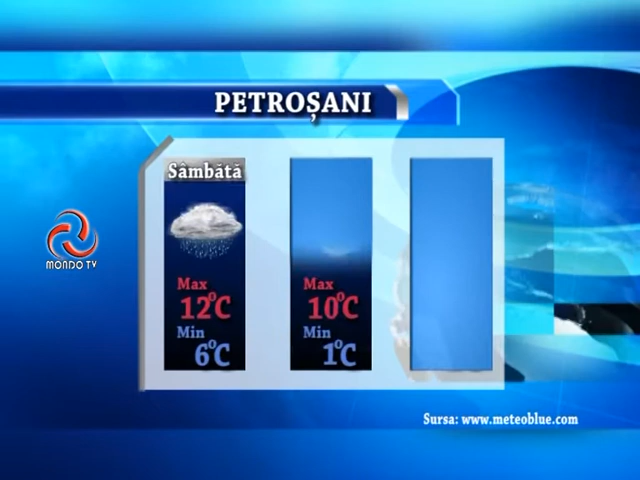 PETROȘANI
Sâmbătă
Max
12°C
Min
6°C
Max
10°C
Min
1°C
MONDO TV
Sursa: www.meteoblue.com